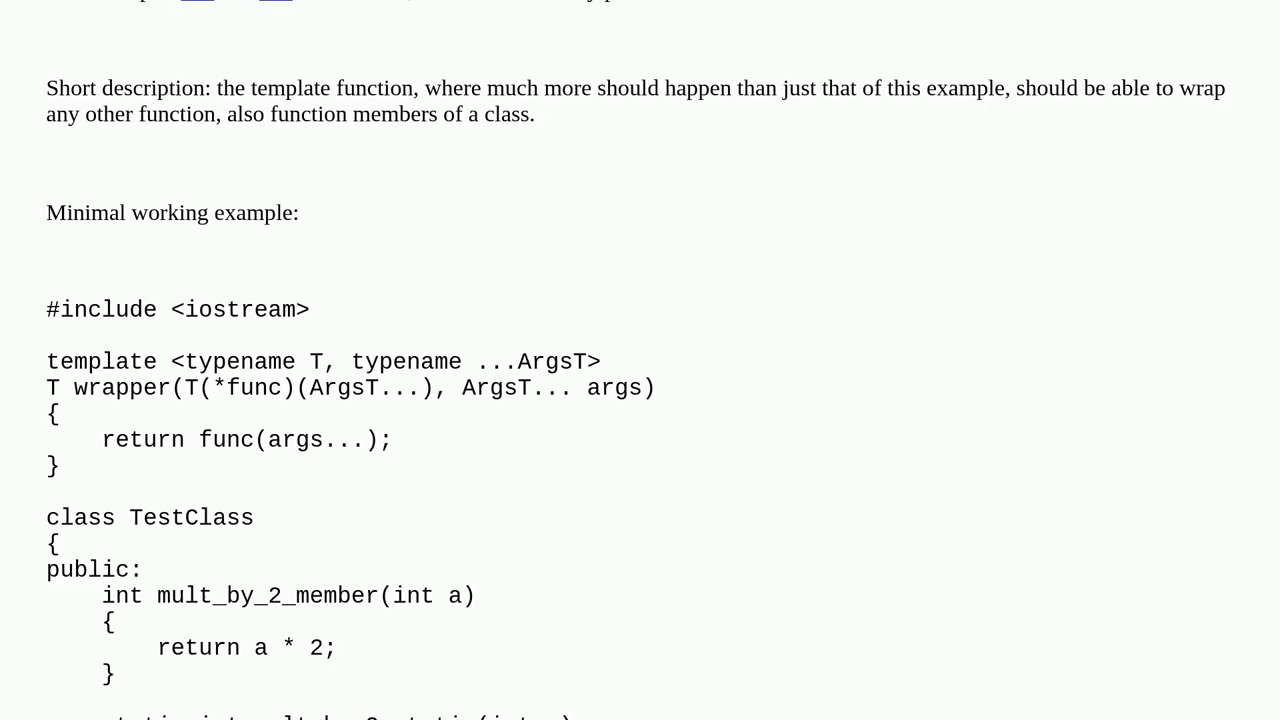 Short description: the template function, where much more should happen than just that of this example, should be able to wrap
any other function, also function members of a class.
Minimal working example:
#include <iostream>
template <typename T, typename ...ArgsT>
T wrapper(T(*func)(ArgsT...), ArgsT... args)
{
    return func(args...);
}
class TestClass
{
public:
    int mult_by_2_member(int a)
    {
        return a * 2;
    }